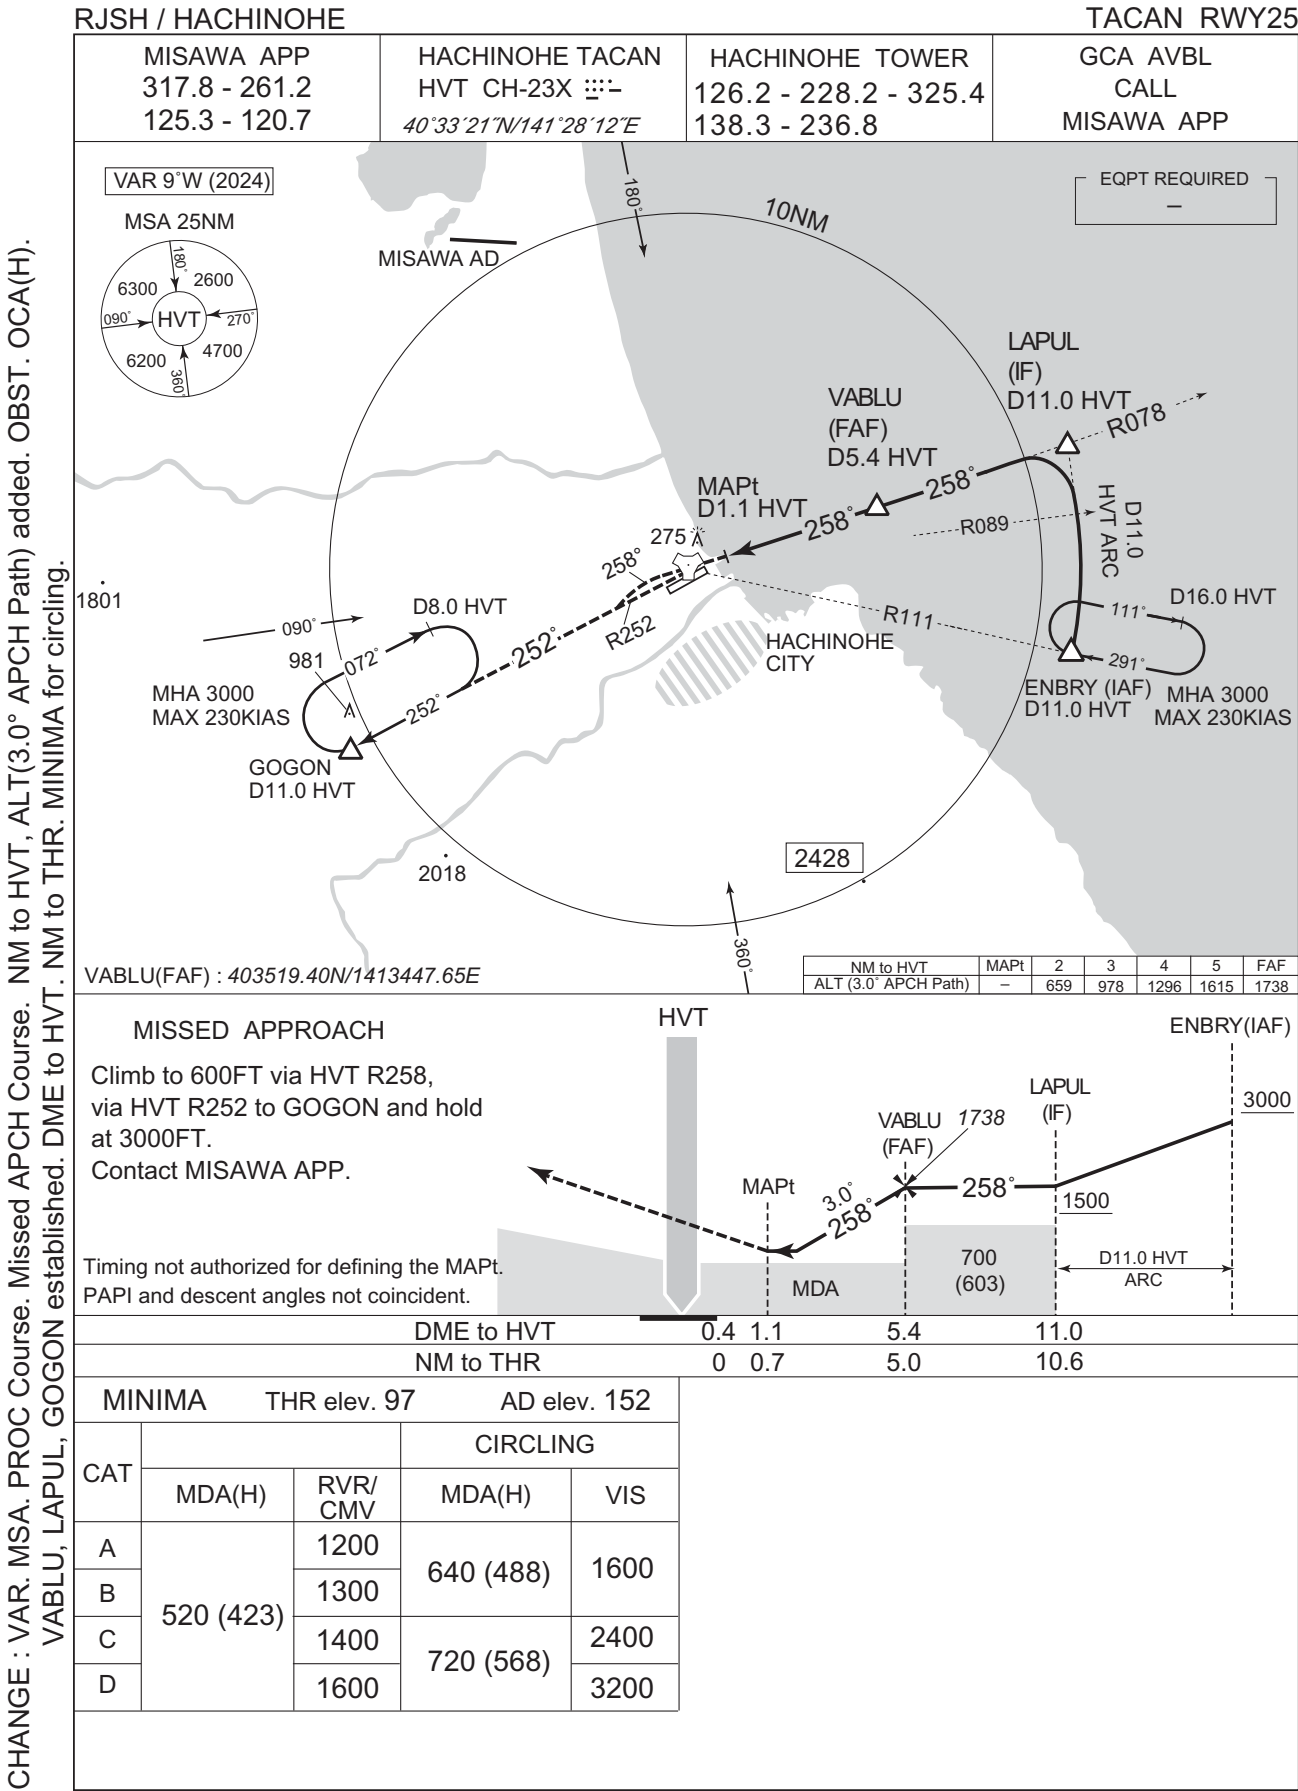 RJSH / HACHINOHE
TACAN RWY25
MISAWA APP
317.8 - 261.2
125.3 - 120.7
HACHINOHE TACAN
HVT CH-23X
40°33´21˝N/141°28´12˝E
HACHINOHE TOWER
126.2 - 228.2 - 325.4
138.3 - 236.8
GCA AVBL
CALL
MISAWA APP
VAR 9°W (2024)
MSA 25NM
180°
6300
2600
090°
HVT
270°
6200
4700
360°
MISAWA AD
180°
10NM
EQPT REQUIRED
–
LAPUL
(IF)
D11.0 HVT
R078
VABLU
(FAF)
D5.4 HVT
258°
MAPt
D1.1 HVT
258°
R089
D11.0
HVT ARC
275
258°
R252
R111
111°
D16.0 HVT
291°
ENBRY (IAF)
D11.0 HVT
MHA 3000
MAX 230KIAS
HACHINOHE
CITY
1801
090°
D8.0 HVT
981
072°
252°
252°
MHA 3000
MAX 230KIAS
GOGON
D11.0 HVT
2018
2428
360°
VABLU(FAF) : 403519.40N/1413447.65E
NM to HVT MAPt 2 3 4 5 FAF
ALT (3.0° APCH Path) – 659 978 1296 1615 1738
MISSED APPROACH
Climb to 600FT via HVT R258,
via HVT R252 to GOGON and hold
at 3000FT.
Contact MISAWA APP.
Timing not authorized for defining the MAPt.
PAPI and descent angles not coincident.
HVT
ENBRY(IAF)
3000
LAPUL
(IF)
VABLU
(FAF)
1738
MAPt
3.0°
258°
258°
1500
MDA
700
(603)
D11.0 HVT
ARC
DME to HVT 0.4 1.1 5.4 11.0
NM to THR 0 0.7 5.0 10.6
MINIMA THR elev. 97 AD elev. 152
CAT
CIRCLING
MDA(H)
RVR/
CMV
MDA(H)
VIS
A 1200
B 1300
C 1400
D 1600
520 (423)
640 (488)
1600
720 (568)
2400
3200
CHANGE : VAR. MSA. PROC Course. Missed APCH Course. NM to HVT, ALT(3.0° APCH Path) added. OBST. OCA(H).
VABLU, LAPUL, GOGON established. DME to HVT. NM to THR. MINIMA for circling.